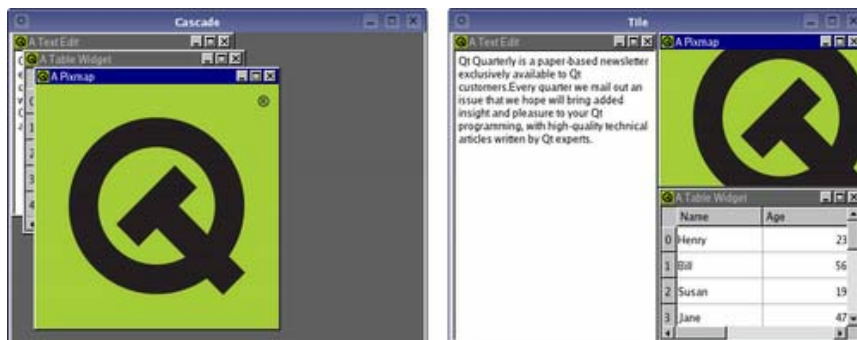 Cascade
A Text Edit
A Table Widget
A Pixmap
0
1
2
3
4
®
Tile
A Text Edit
Qt Quarterly is a paper-based newsletter
exclusively available to Qt
customers.Every quarter we mail out an
issue that we hope will bring added
insight and pleasure to your Qt
programming, with high-quality technical
articles written by Qt experts.
A Pixmap
A Table Widget
Name Age
0 Henry 23
1 Bill 56
2 Susan 19
3 Jane 47